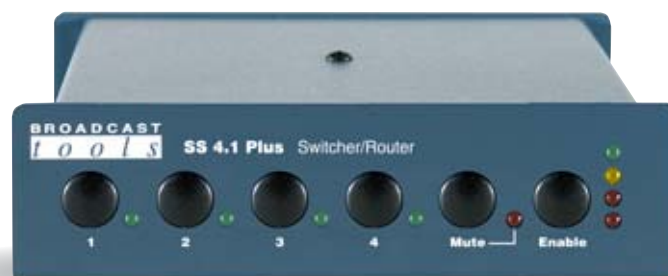 BROADCAST
tools
SS 4.1 Plus Switcher/Router
1 2 3 4 Mute Enable